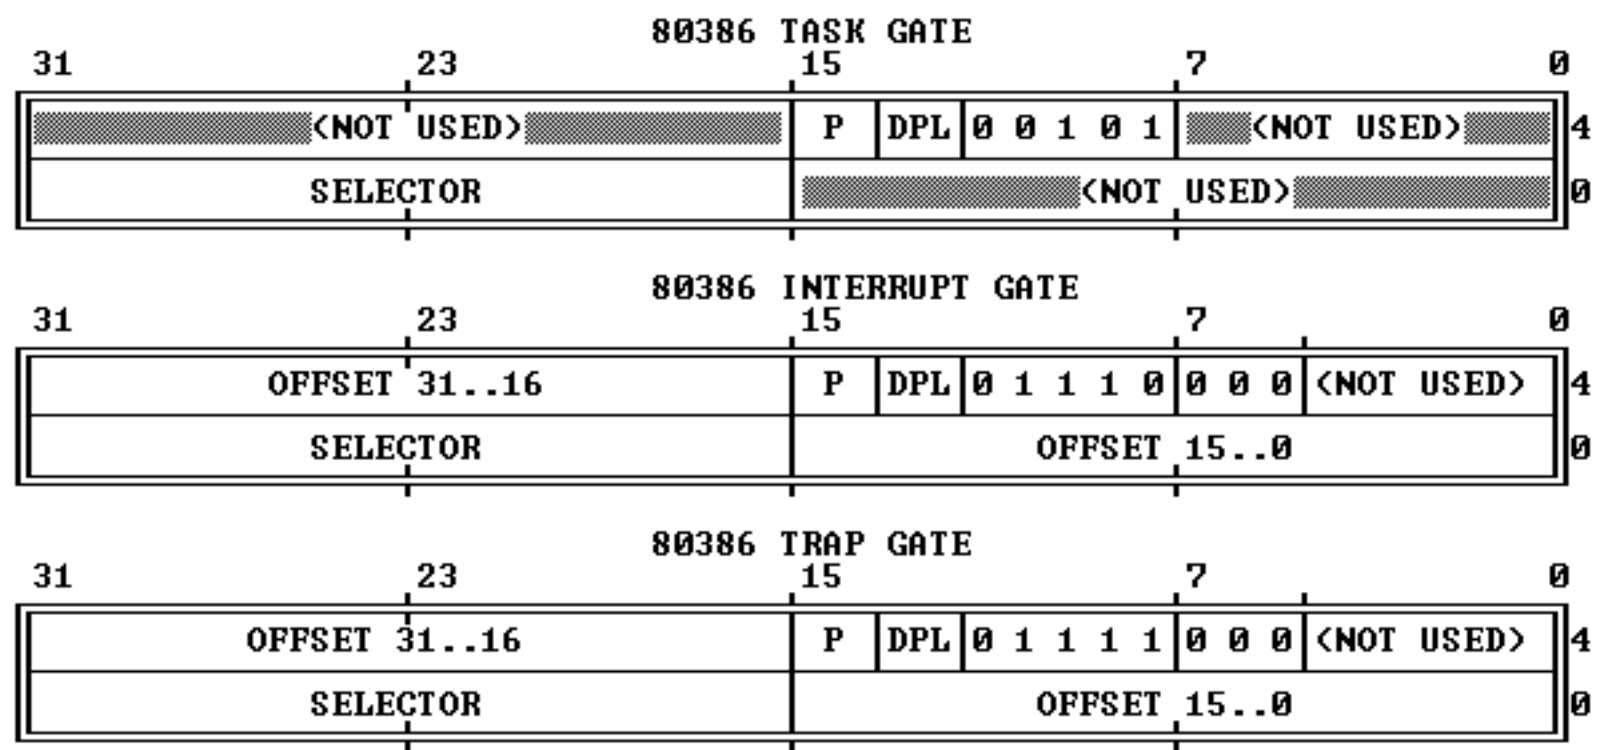 80386 TASK GATE
31 23 15 7 0
(NOT USED) P DPL 0 0 1 0 1 (NOT USED) 4
SELECTOR (NOT USED) 0
80386 INTERRUPT GATE
31 23 15 7 0
OFFSET 31..16 P DPL 0 1 1 1 0 0 0 0 (NOT USED) 4
SELECTOR OFFSET 15..0 0
80386 TRAP GATE
31 23 15 7 0
OFFSET 31..16 P DPL 0 1 1 1 1 0 0 0 (NOT USED) 4
SELECTOR OFFSET 15..0 0